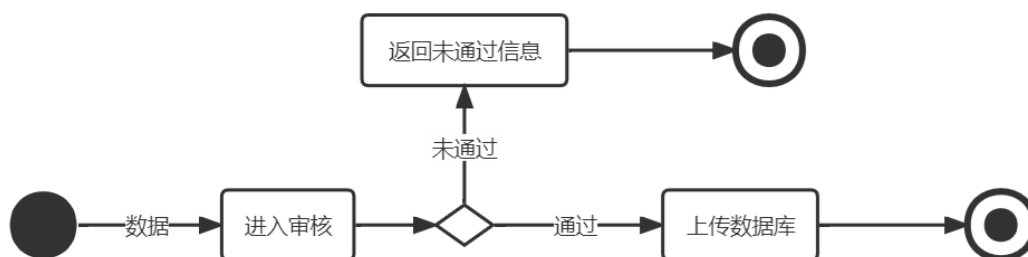 返回未通过信息
未通过
数据
进入审核
通过
上传数据库